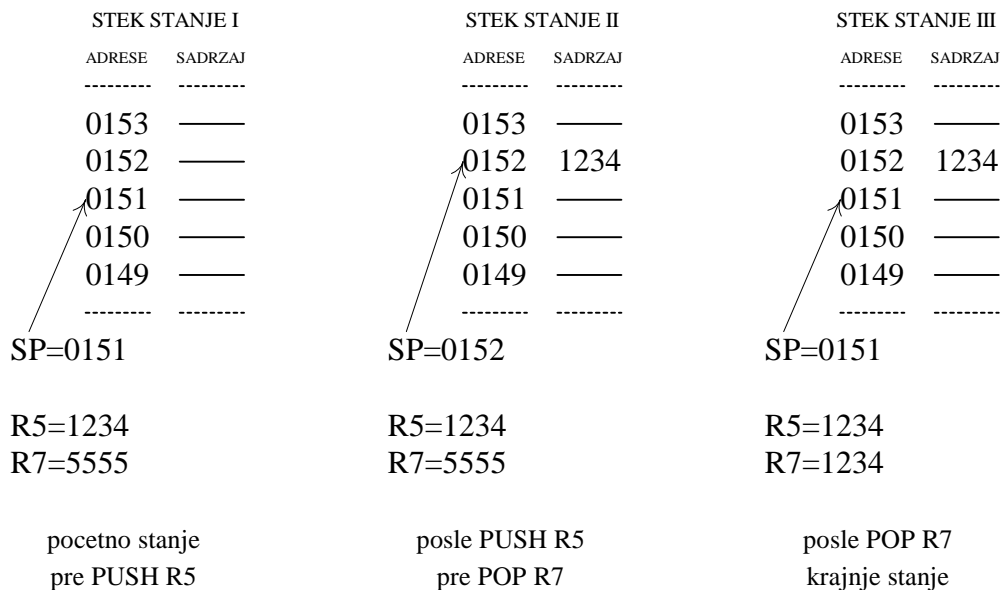 STEK STANJE I STEK STANJE II STEK STANJE III
ADRESE SADRZAJ ADRESE SADRZAJ ADRESE SADRZAJ
--------- --------- --------- --------- --------- ---------
0153 —— 0153 —— 0153 ——
0152 —— 0152 1234 0152 1234
0151 —— 0151 —— 0151 ——
0150 —— 0150 —— 0150 ——
0149 —— 0149 —— 0149 ——
--------- --------- --------- --------- --------- ---------
SP=0151 SP=0152 SP=0151
R5=1234 R5=1234 R5=1234
R7=5555 R7=5555 R7=1234
pocetno stanje posle PUSH R5 posle POP R7
pre PUSH R5 pre POP R7 krajnje stanje